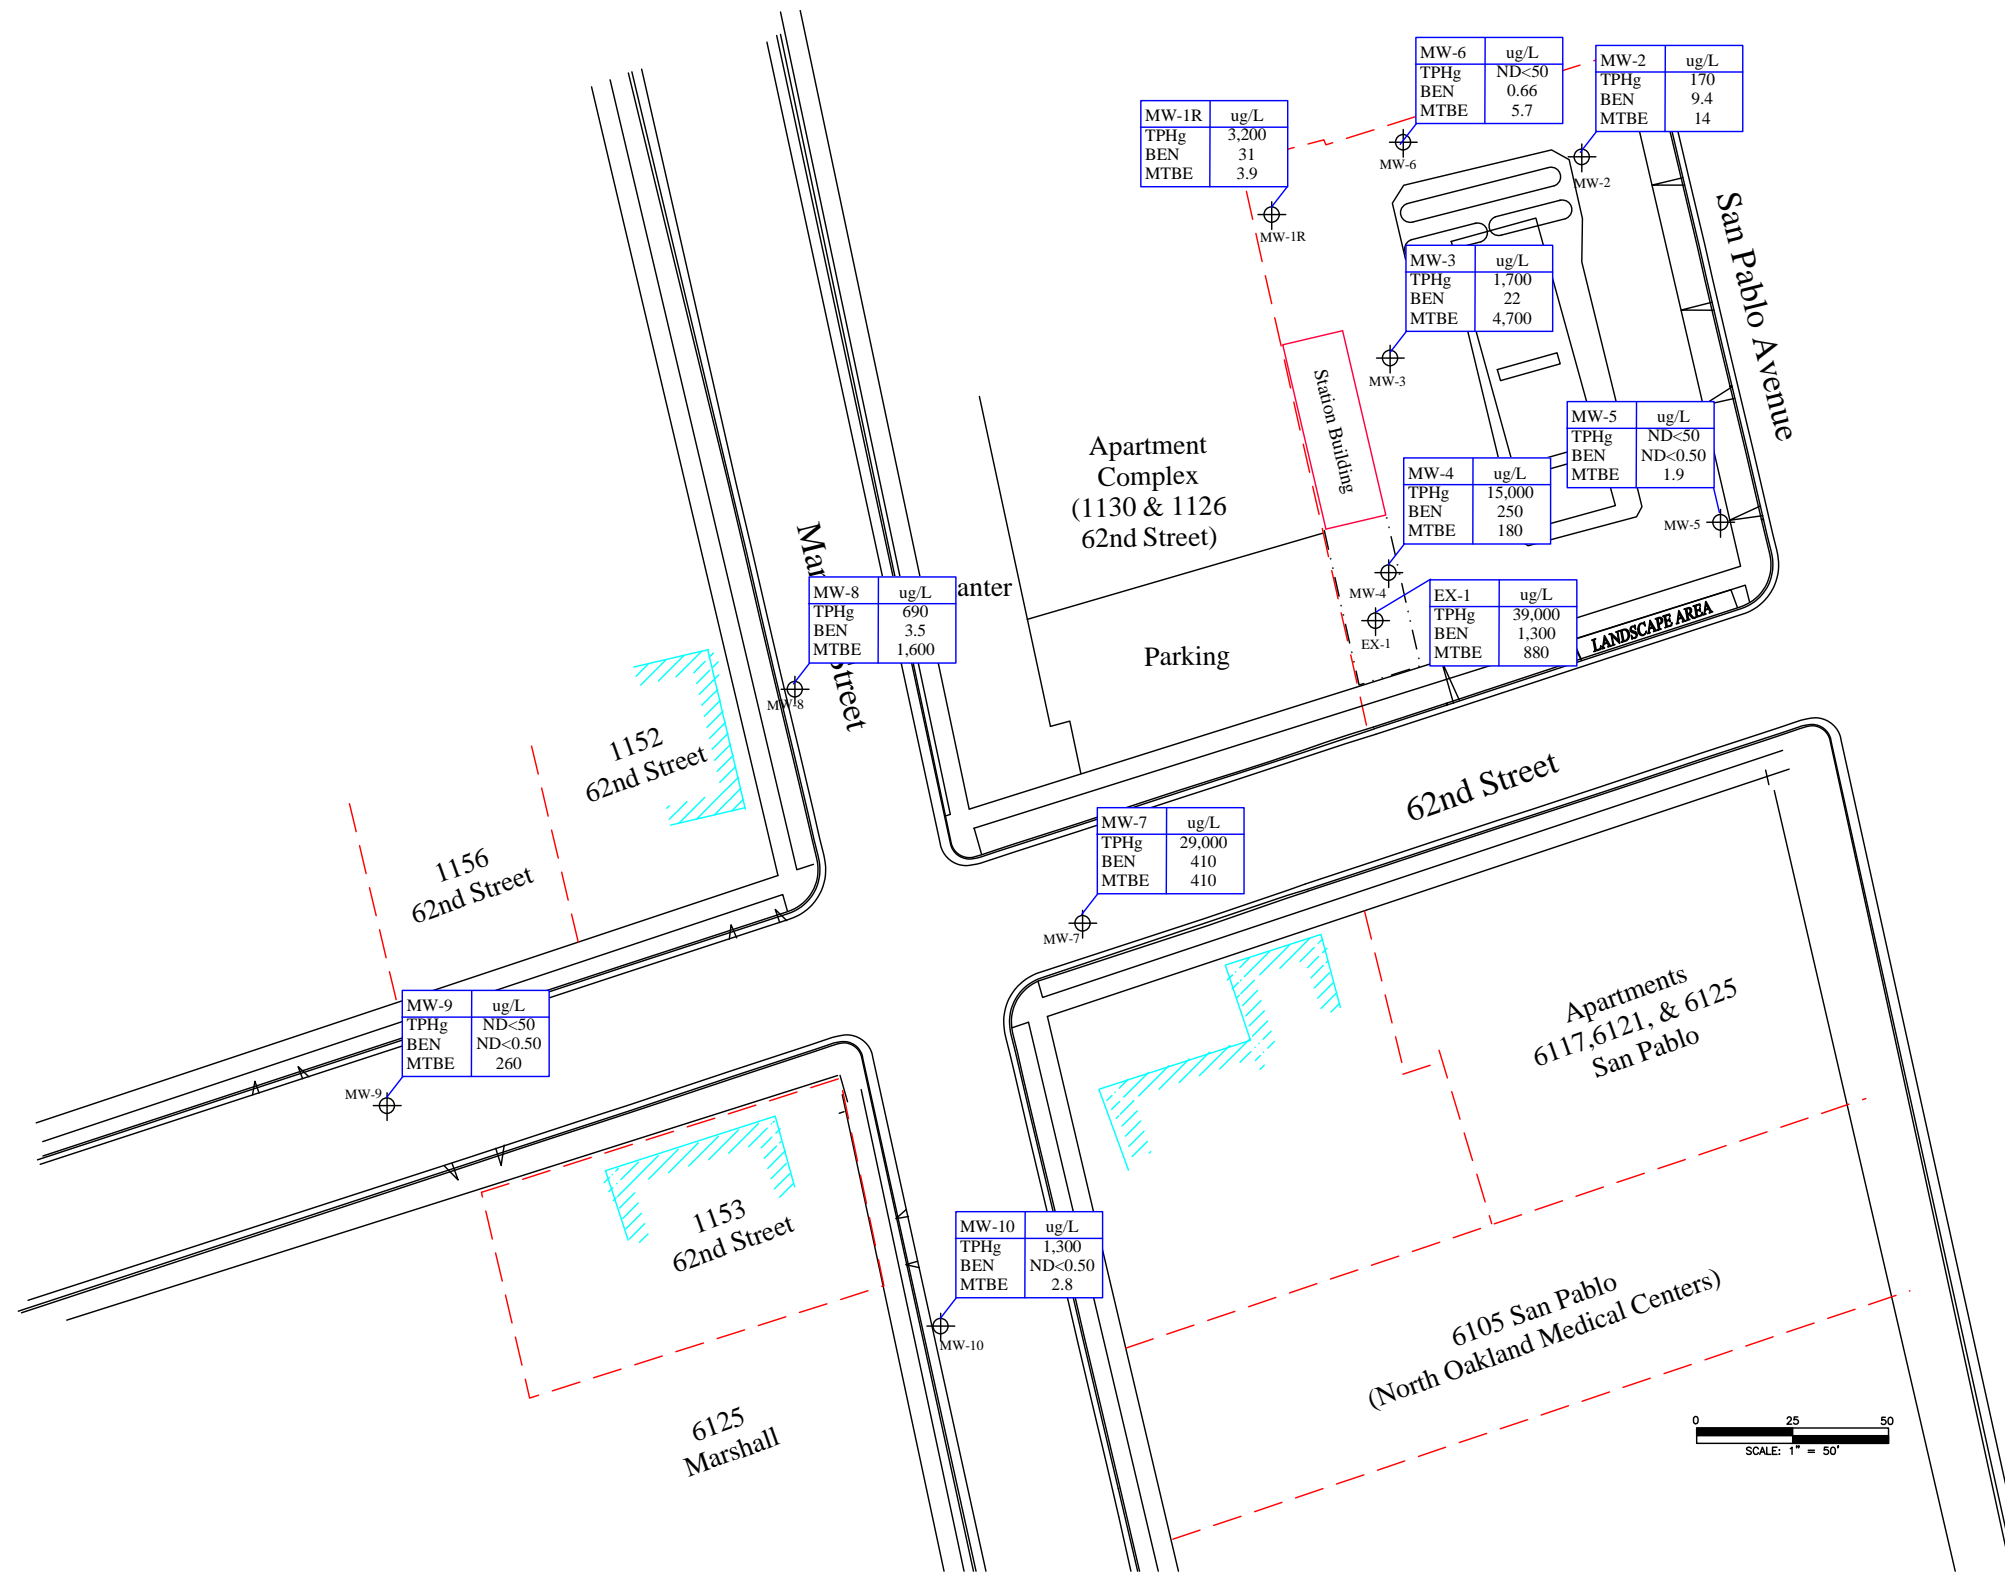 MW-6 ug/L
TPHg ND<50
BEN 0.66
MTBE 5.7
MW-6
MW-2 ug/L
TPHg 170
BEN 9.4
MTBE 14
MW-2
MW-1R ug/L
TPHg 3,200
BEN 31
MTBE 3.9
MW-1R
San Pablo Avenue
MW-3 ug/L
TPHg 1,700
BEN 22
MTBE 4,700
MW-3
Station Building
MW-5 ug/L
TPHg ND<50
BEN ND<0.50
MTBE 1.9
MW-5
Apartment
Complex
(1130 & 1126
62nd Street)
MW-4 ug/L
TPHg 15,000
BEN 250
MTBE 180
MW-4
EX-1 ug/L
TPHg 39,000
BEN 1,300
MTBE 880
EX-1
LANDSCAPE AREA
Parking
anter
MW-8 ug/L
TPHg 690
BEN 3.5
MTBE 1,600
MW-8
Street
1152
62nd Street
1156
62nd Street
62nd Street
MW-7 ug/L
TPHg 29,000
BEN 410
MTBE 410
MW-7
MW-9 ug/L
TPHg ND<50
BEN ND<0.50
MTBE 260
MW-9
Apartments
6117,6121, & 6125
San Pablo
1153
62nd Street
MW-10 ug/L
TPHg 1,300
BEN ND<0.50
MTBE 2.8
MW-10
6105 San Pablo
(North Oakland Medical Centers)
6125
Marshall
0 25 50
SCALE: 1" = 50'